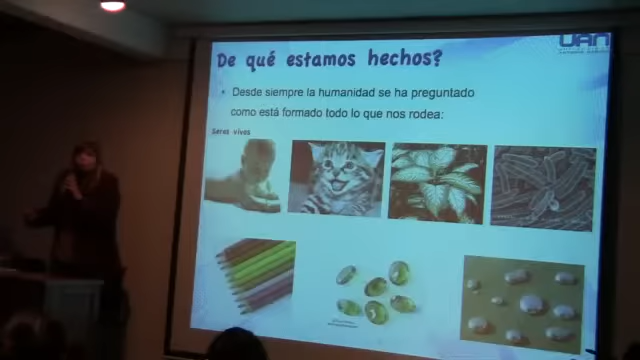 UAN
De qué estamos hechos?
• Desde siempre la humanidad se ha preguntado
como está formado todo lo que nos rodea:
Seres vivos